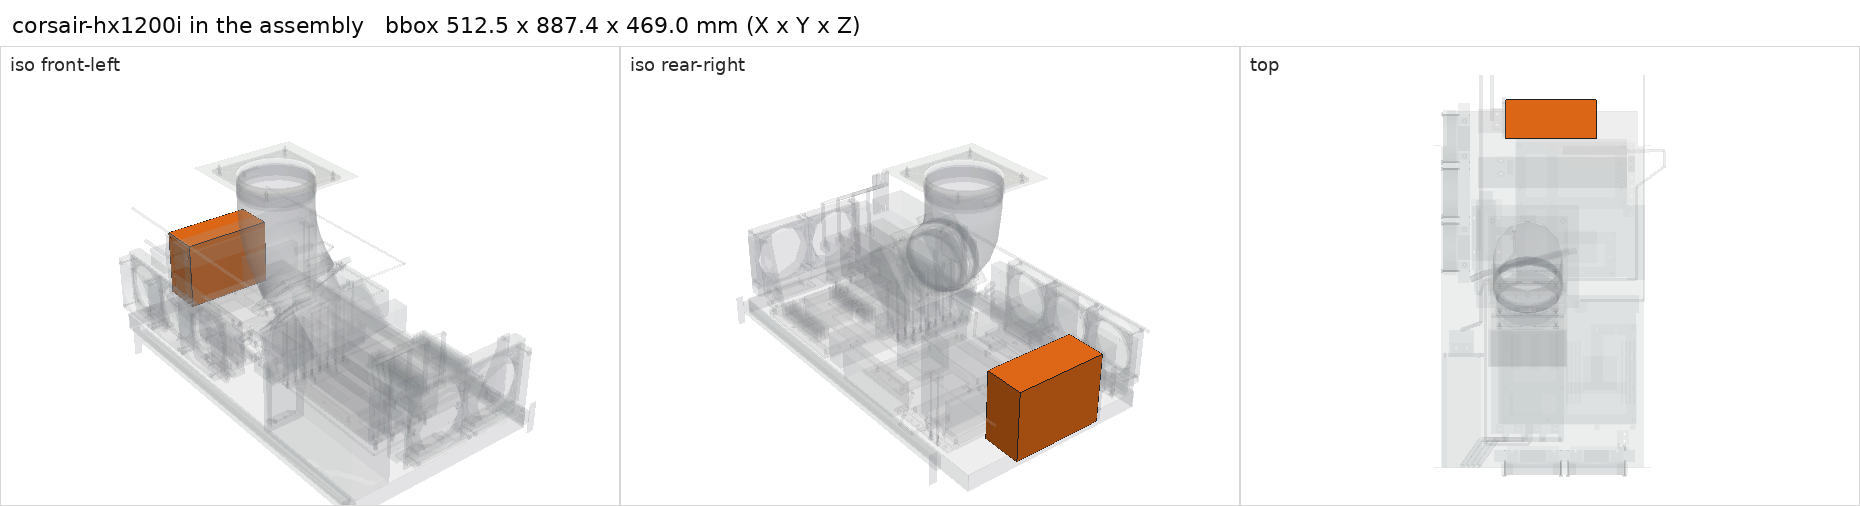 corsair-hx1200i in the assembly   bbox 512.5 x 887.4 x 469.0 mm (X x Y x Z)
iso front-left
iso rear-right
top